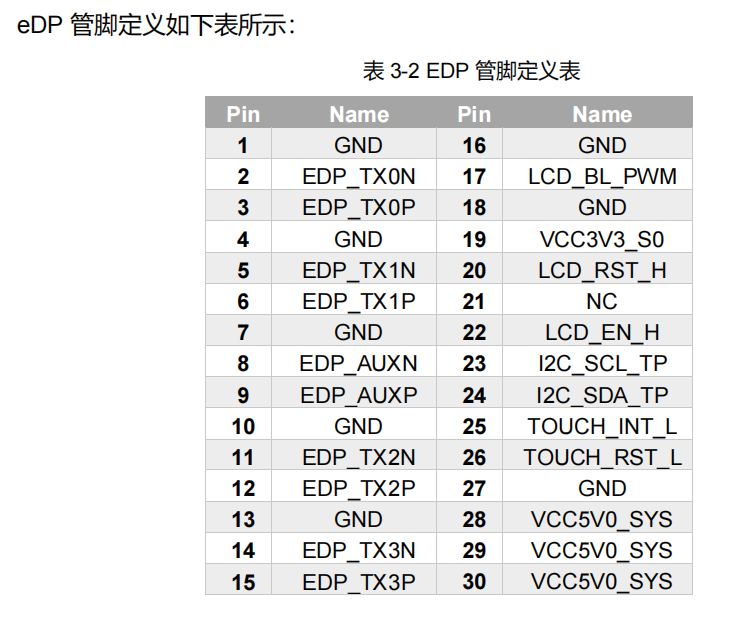 eDP 管脚定义如下表所示：
表 3-2 EDP 管脚定义表
Pin Name Pin Name
1 GND 16 GND
2 EDP_TX0N 17 LCD_BL_PWM
3 EDP_TX0P 18 GND
4 GND 19 VCC3V3_S0
5 EDP_TX1N 20 LCD_RST_H
6 EDP_TX1P 21 NC
7 GND 22 LCD_EN_H
8 EDP_AUXN 23 I2C_SCL_TP
9 EDP_AUXP 24 I2C_SDA_TP
10 GND 25 TOUCH_INT_L
11 EDP_TX2N 26 TOUCH_RST_L
12 EDP_TX2P 27 GND
13 GND 28 VCC5V0_SYS
14 EDP_TX3N 29 VCC5V0_SYS
15 EDP_TX3P 30 VCC5V0_SYS